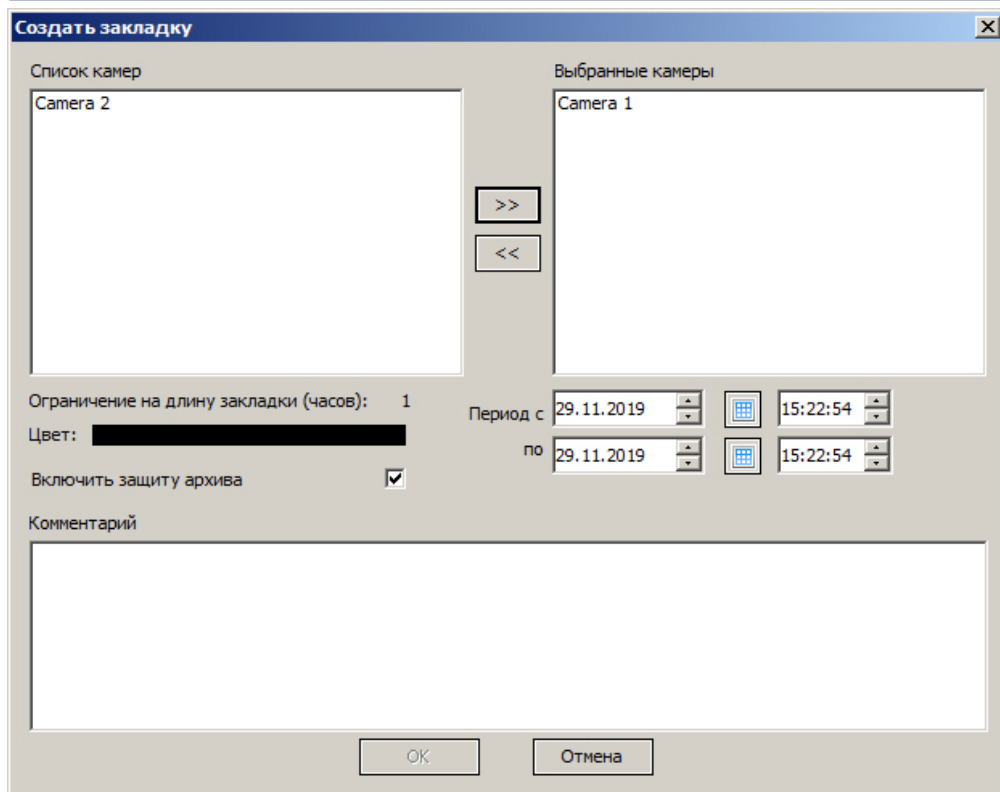 Создать закладку
Список камер
Выбранные камеры
Camera 2
Camera 1
>>
<<
Ограничение на длину закладки (часов): 1
Период с 29.11.2019 15:22:54
Цвет:
по 29.11.2019 15:22:54
Включить защиту архива
Комментарий
OK
Отмена